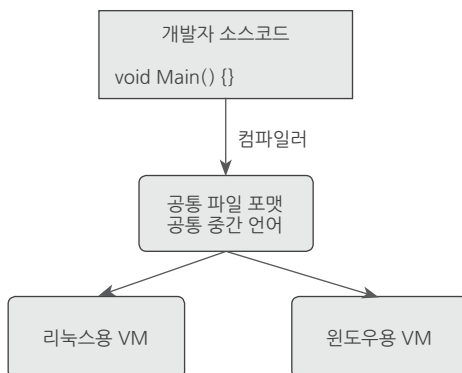 개발자 소스코드
void Main() {}
컴파일러
공통 파일 포맷
공통 중간 언어
리눅스용 VM
윈도우용 VM